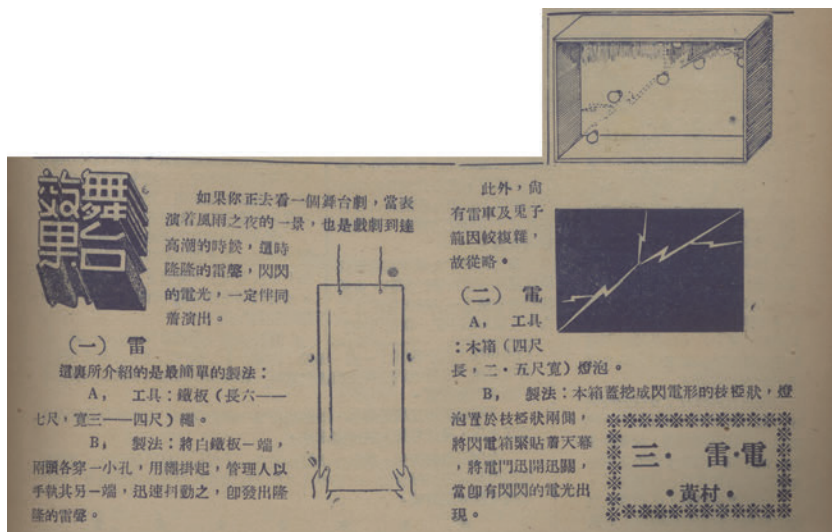 舞台效果
如果你正去看一個舞台劇,當表
演着風雨之夜的一景,也是戲劇到達
高潮的時候,這時
隆隆的雷聲,閃閃
的電光,一定伴同
着演出。
(一) 雷
這裏所介紹的是最簡單的製法:
A, 工具:鐵板(長六——
七尺,寬三——四尺)繩。
B, 製法:將白鐵板一端,
兩頭各穿一小孔,用繩掛起,管理人以
手執其另一端,迅速抖動之,卽發出隆
隆的雷聲。
此外,尙
有雷車及
因較複雜,
故從略。
(二) 電
A, 工具
:木箱(四尺
長,二·五尺寬)燈泡。
B, 製法:木箱蓋挖成閃電形的枝椏狀,燈
泡置於枝椏狀兩側,
將閃電箱緊貼着天幕
,將電門迅開迅關,
當卽有閃閃的電光出
現。
三· 雷·電
·黃村·